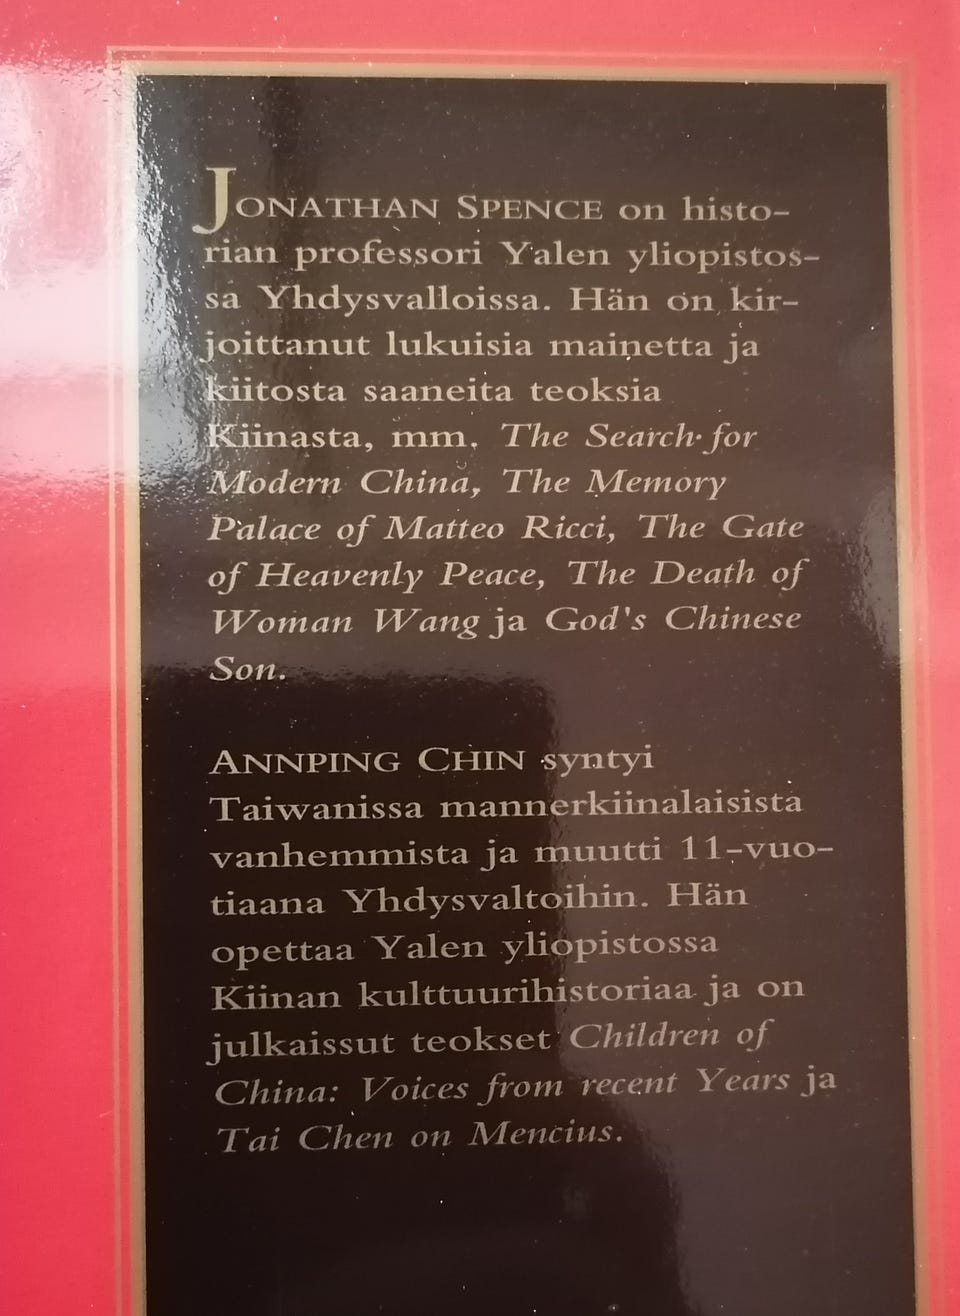 JONATHAN SPENCE on histo-
rian professori Yalen yliopistos-
sa Yhdysvalloissa. Hän on kir-
joittanut lukuisia mainetta ja
kiitosta saaneita teoksia
Kiinasta, mm. The Search for
Modern China, The Memory
Palace of Matteo Ricci, The Gate
of Heavenly Peace, The Death of
Woman Wang ja God's Chinese
Son.
ANNPING CHIN syntyi
Taiwanissa mannerkiinalaisista
vanhemmista ja muutti 11-vuo-
tiaana Yhdysvaltoihin. Hän
opettaa Yalen yliopistossa
Kiinan kulttuurihistoriaa ja on
julkaissut teokset Children of
China: Voices from recent Years ja
Tai Chen on Mencius.